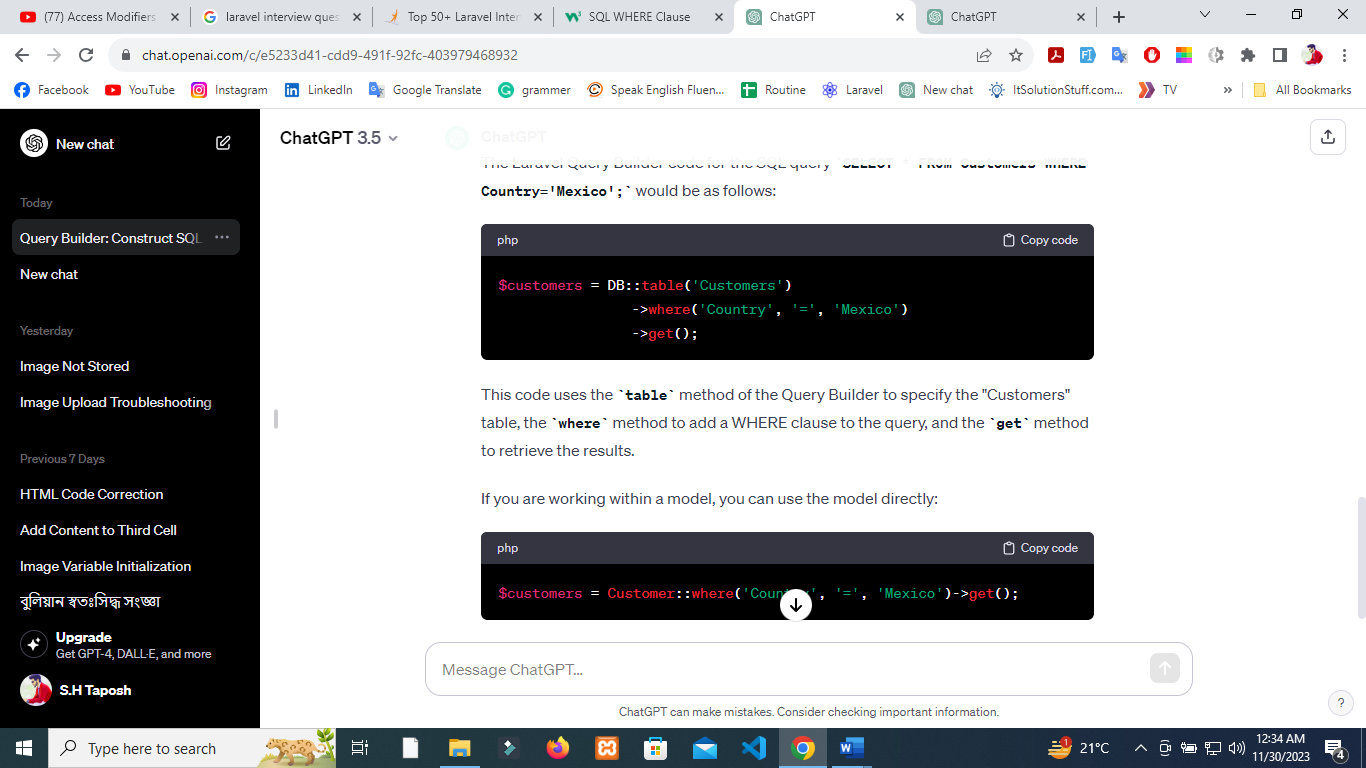 (77) Access Modifiers
laravel interview ques
Top 50+ Laravel Inter
SQL WHERE Clause
ChatGPT
ChatGPT
chat.openai.com/c/e5233d41-cdd9-491f-92fc-403979468932
Facebook
YouTube
Instagram
LinkedIn
Google Translate
grammer
Speak English Fluen...
Routine
Laravel
New chat
ItSolutionStuff.com...
TV
»
All Bookmarks
New chat
Today
Query Builder: Construct SQL
New chat
Yesterday
Image Not Stored
Image Upload Troubleshooting
Previous 7 Days
HTML Code Correction
Add Content to Third Cell
Image Variable Initialization
বুলিয়ান স্বতঃসিদ্ধ সংজ্ঞা
Upgrade
Get GPT-4, DALL·E, and more
S.H Taposh
ChatGPT 3.5
ChatGPT
The Laravel Query Builder code for the SQL query `SELECT * FROM Customers WHERE
Country='Mexico';` would be as follows:
php
Copy code
$customers = DB::table('Customers')
->where('Country', '=', 'Mexico')
->get();
This code uses the `table` method of the Query Builder to specify the "Customers"
table, the `where` method to add a WHERE clause to the query, and the `get` method
to retrieve the results.
If you are working within a model, you can use the model directly:
php
Copy code
$customers = Customer::where('Country', '=', 'Mexico')->get();
Message ChatGPT...
ChatGPT can make mistakes. Consider checking important information.
?
Type here to search
1
21°C
12:34 AM
11/30/2023
4